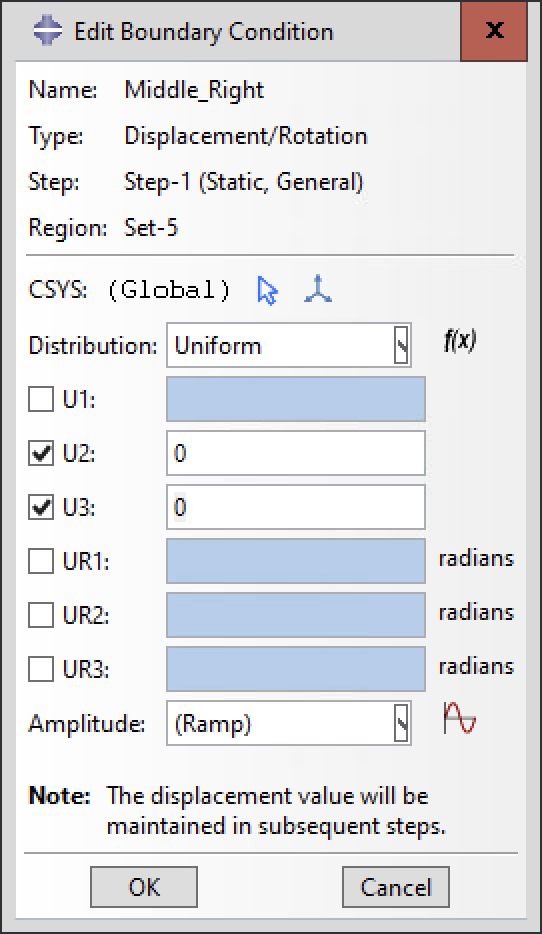 Edit Boundary Condition x
Name: Middle_Right
Type: Displacement/Rotation
Step: Step-1 (Static, General)
Region: Set-5
CSYS: (Global)
Distribution: Uniform f(x)
U1:
U2: 0
U3: 0
UR1: radians
UR2: radians
UR3: radians
Amplitude: (Ramp)
Note: The displacement value will be
maintained in subsequent steps.
OK Cancel